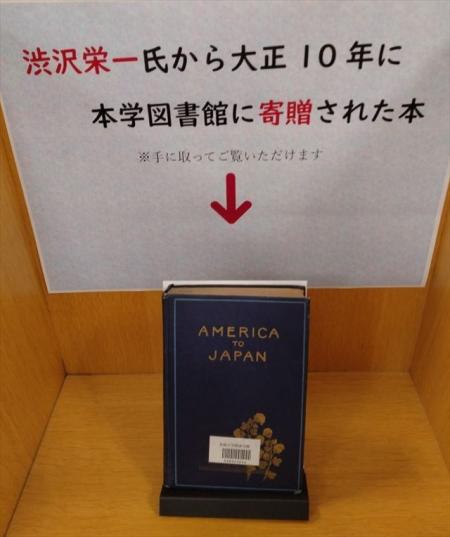 渋沢栄一氏から大正10年に
本学図書館に寄贈された本
※手に取ってご覧いただけます
AMERICA
TO
JAPAN